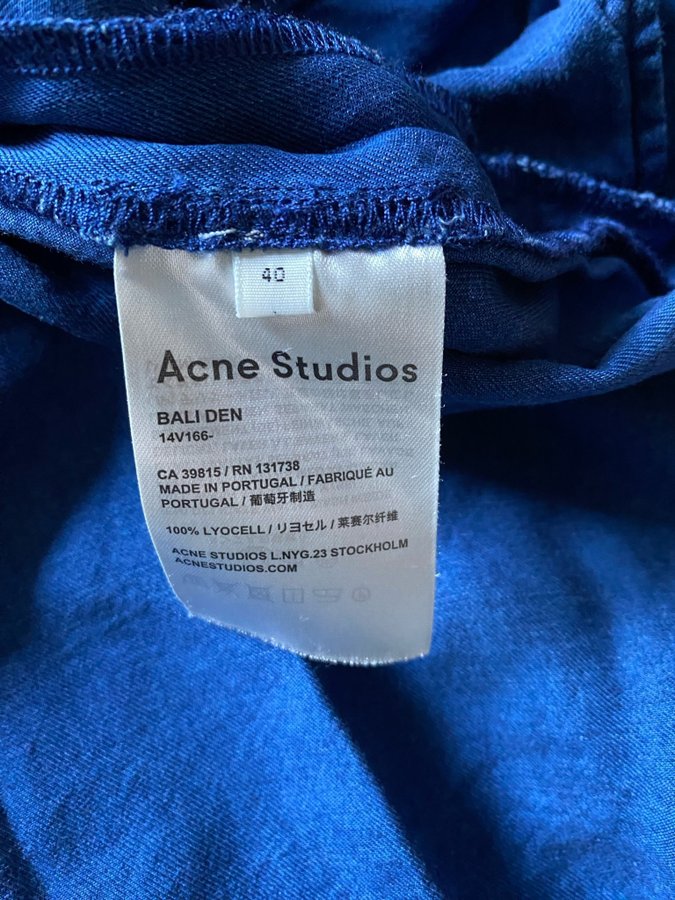 40
Acne Studios
BALI DEN
14V166-
CA 39815 / RN 131738
MADE IN PORTUGAL / FABRIQUÉ AU
PORTUGAL / 葡萄牙制造
100% LYOCELL / リヨセル / 莱赛尔纤维
ACNE STUDIOS L.NYG.23 STOCKHOLM
ACNESTUDIOS.COM